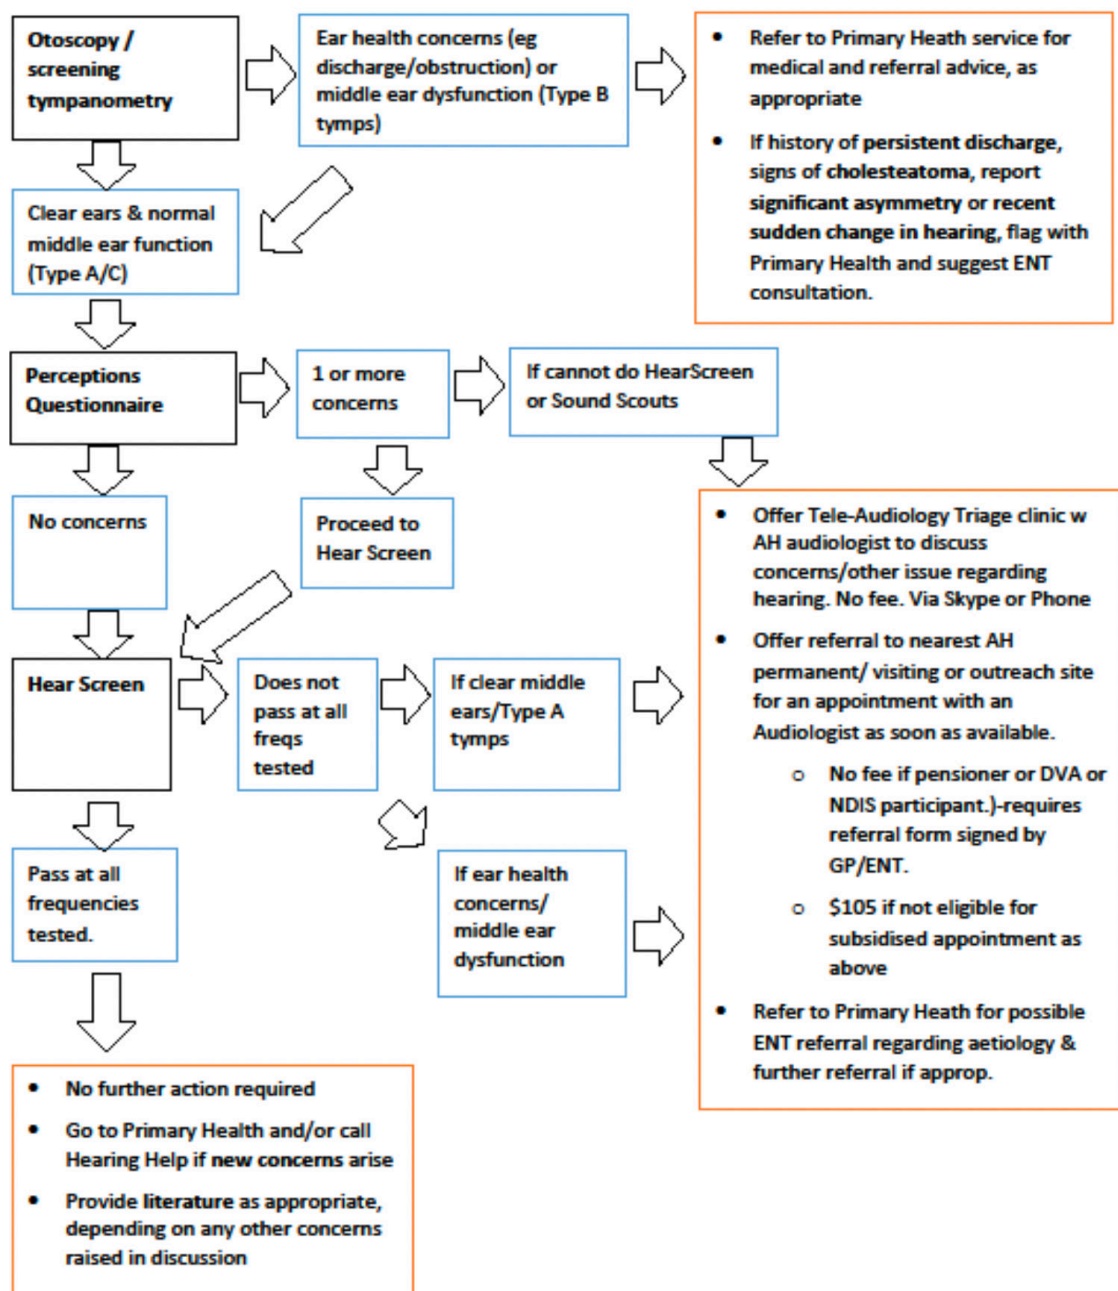 Otoscopy /
screening
tympanometry
Ear health concerns (eg
discharge/obstruction) or
middle ear dysfunction (Type B
tymps)
• Refer to Primary Heath service for
medical and referral advice, as
appropriate
• If history of persistent discharge,
signs of cholesteatoma, report
significant asymmetry or recent
sudden change in hearing, flag with
Primary Health and suggest ENT
consultation.
Clear ears & normal
middle ear function
(Type A/C)
Perceptions
Questionnaire
1 or more
concerns
If cannot do HearScreen
or Sound Scouts
No concerns
Proceed to
Hear Screen
• Offer Tele-Audiology Triage clinic w
AH audiologist to discuss
concerns/other issue regarding
hearing. No fee. Via Skype or Phone
• Offer referral to nearest AH
permanent/ visiting or outreach site
for an appointment with an
Audiologist as soon as available.
o No fee if pensioner or DVA or
NDIS participant.)-requires
referral form signed by
GP/ENT.
o $105 if not eligible for
subsidised appointment as
above
• Refer to Primary Heath for possible
ENT referral regarding aetiology &
further referral if approp.
Hear Screen
Does not
pass at all
freqs
tested
If clear middle
ears/Type A
tymps
If ear health
concerns/
middle ear
dysfunction
Pass at all
frequencies
tested.
• No further action required
• Go to Primary Health and/or call
Hearing Help if new concerns arise
• Provide literature as appropriate,
depending on any other concerns
raised in discussion